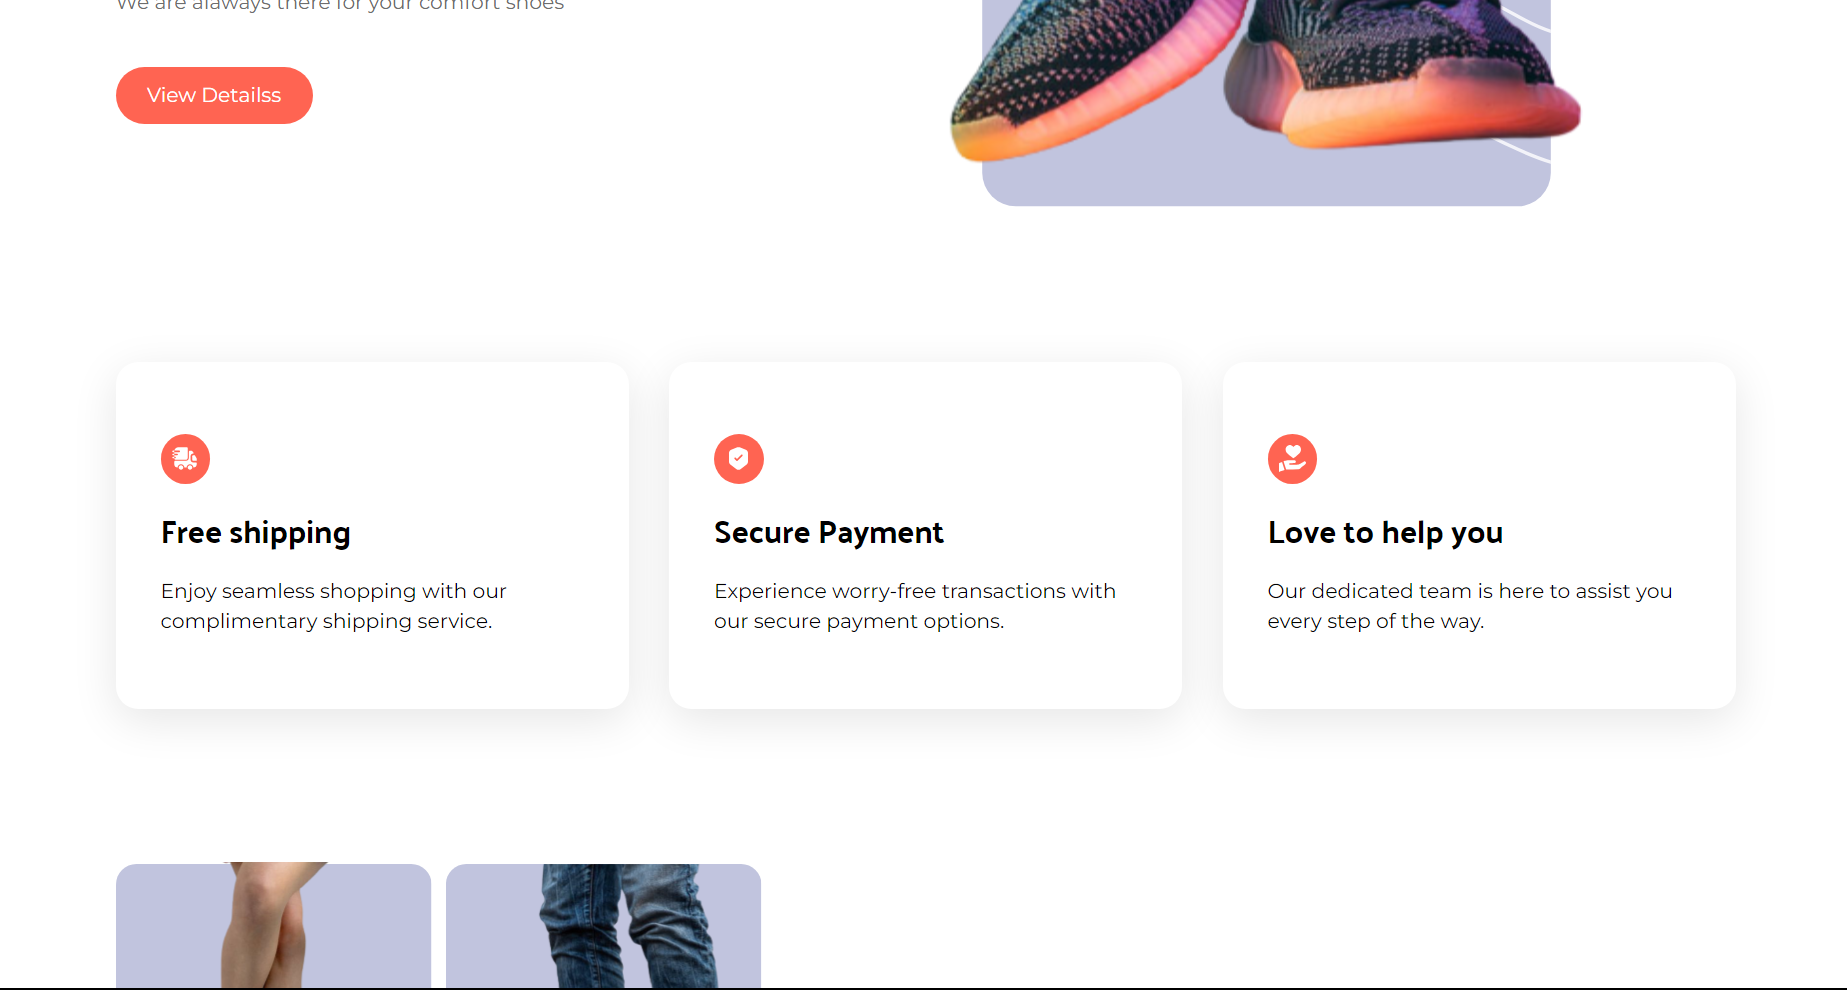 We are alaways there for your comfort shoes
View Detailss
Free shipping
Enjoy seamless shopping with our
complimentary shipping service.
Secure Payment
Experience worry-free transactions with
our secure payment options.
Love to help you
Our dedicated team is here to assist you
every step of the way.